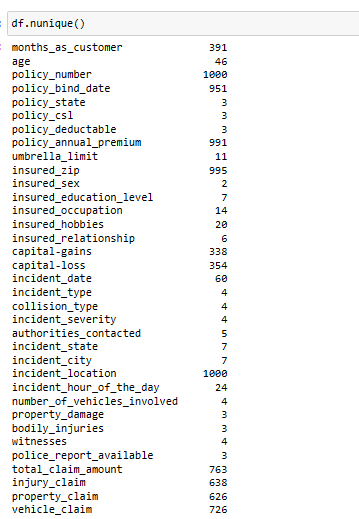 df.nunique()
months_as_customer 391
age 46
policy_number 1000
policy_bind_date 951
policy_state 3
policy_csl 3
policy_deductable 3
policy_annual_premium 991
umbrella_limit 11
insured_zip 995
insured_sex 2
insured_education_level 7
insured_occupation 14
insured_hobbies 20
insured_relationship 6
capital-gains 338
capital-loss 354
incident_date 60
incident_type 4
collision_type 4
incident_severity 4
authorities_contacted 5
incident_state 7
incident_city 7
incident_location 1000
incident_hour_of_the_day 24
number_of_vehicles_involved 4
property_damage 3
bodily_injuries 3
witnesses 4
police_report_available 3
total_claim_amount 763
injury_claim 638
property_claim 626
vehicle_claim 726